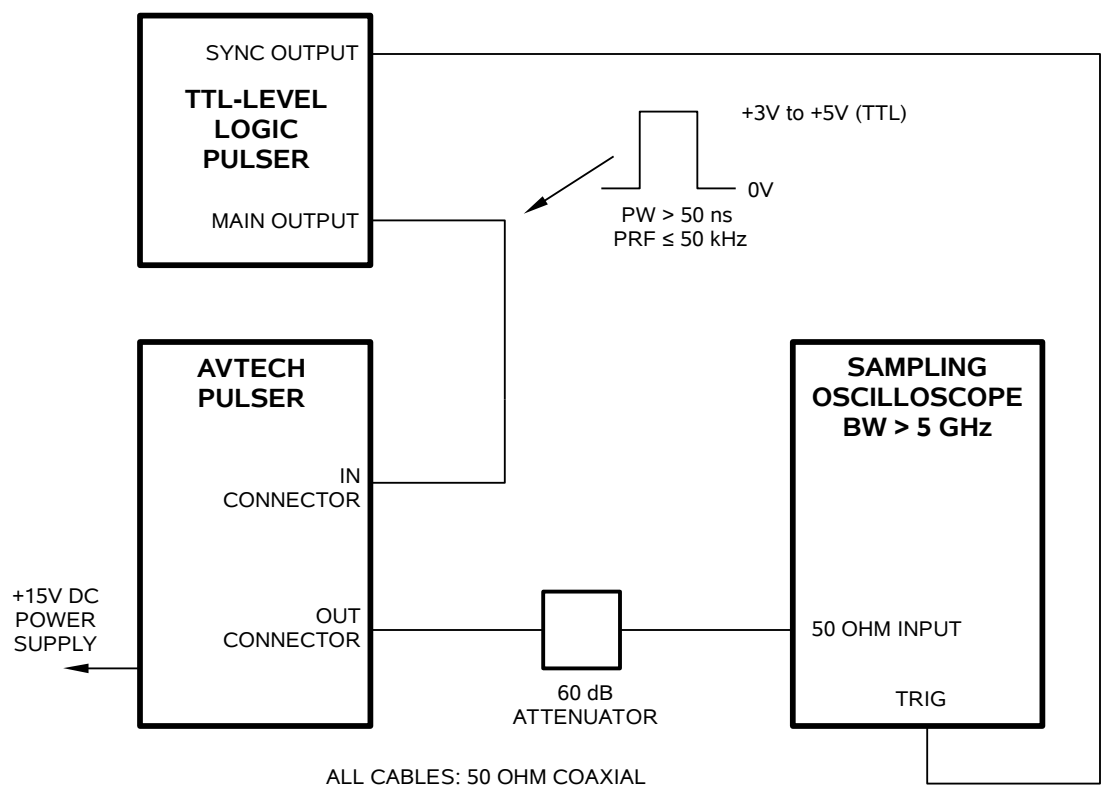 SYNC OUTPUT
TTL-LEVEL
LOGIC
PULSER
MAIN OUTPUT
+3V to +5V (TTL)
0V
PW > 50 ns
PRF ≤ 50 kHz
AVTECH
PULSER
IN
CONNECTOR
OUT
CONNECTOR
+15V DC
POWER
SUPPLY
60 dB
ATTENUATOR
SAMPLING
OSCILLOSCOPE
BW > 5 GHz
50 OHM INPUT
TRIG
ALL CABLES: 50 OHM COAXIAL